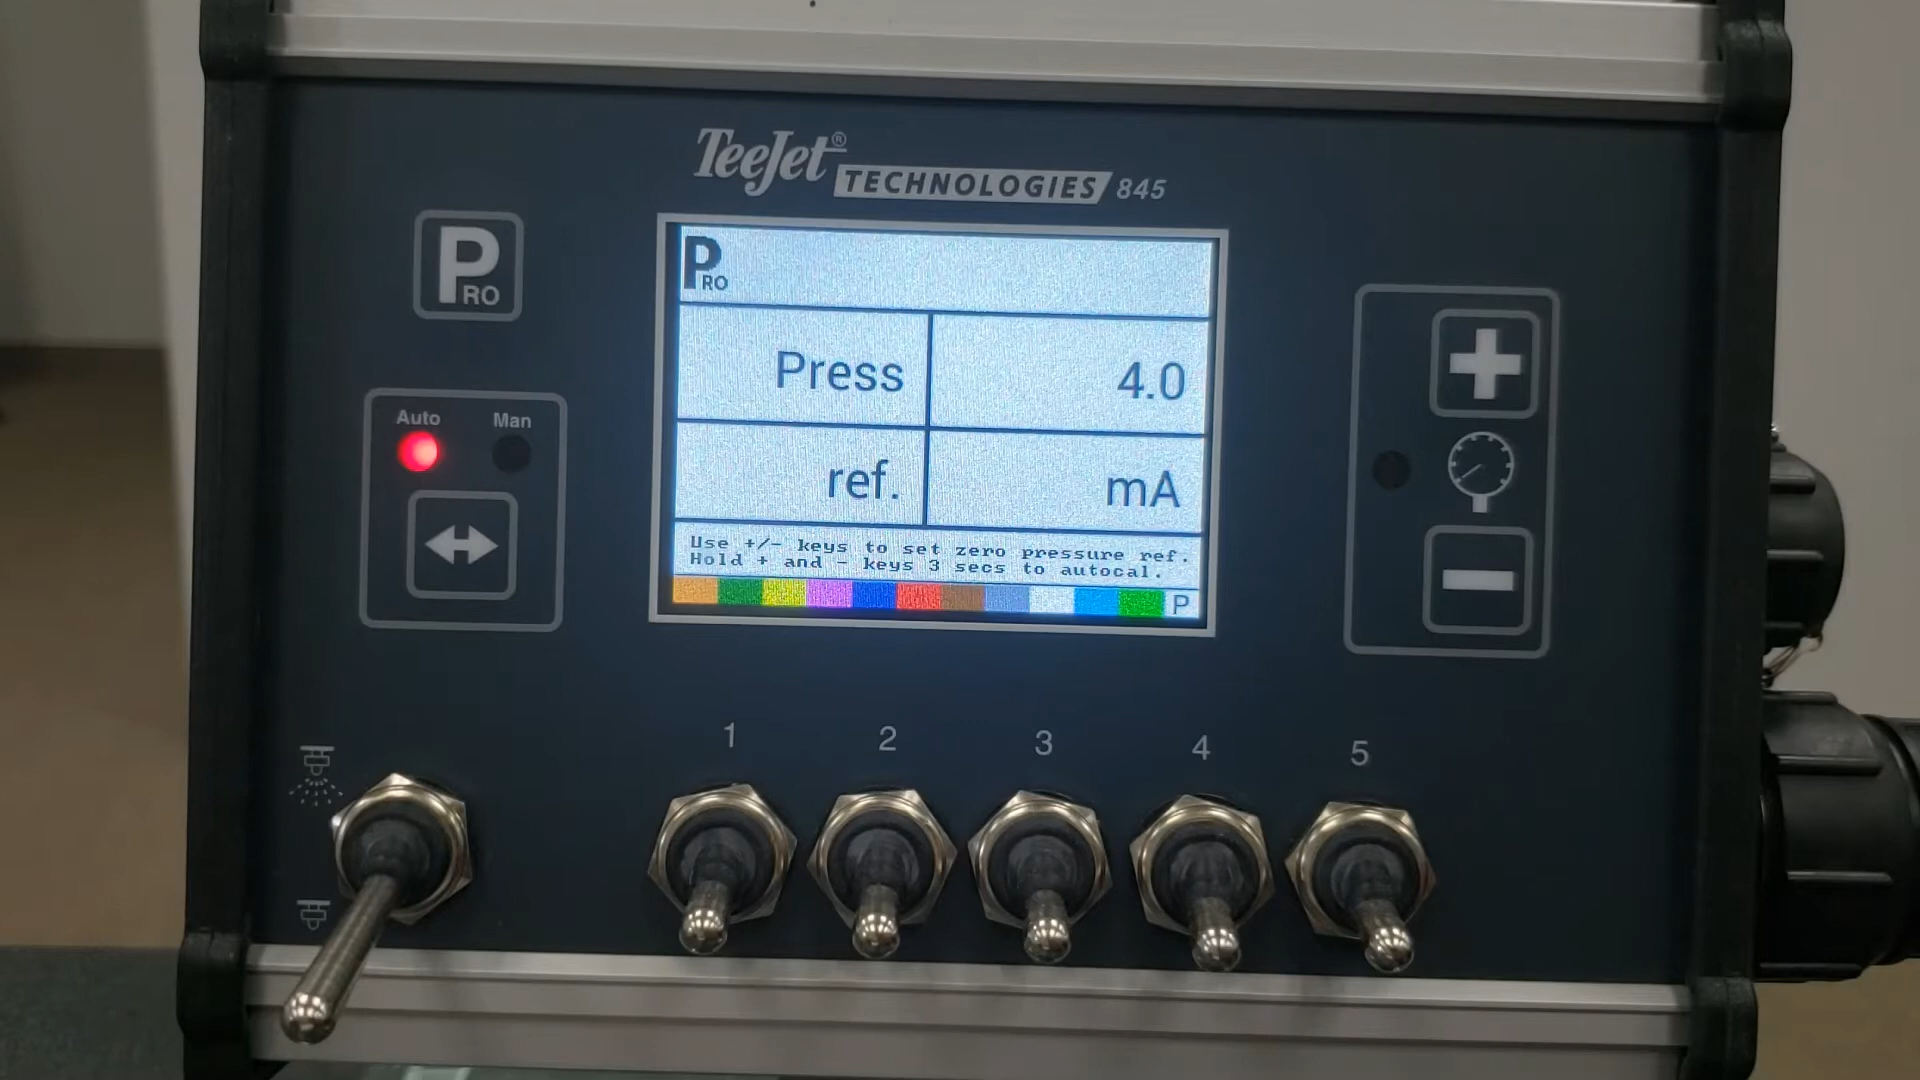 TeeJet®
TECHNOLOGIES 845
PRO
PRO
Press 4.0
ref. mA
Use +/- keys to set zero pressure ref.
Hold + and - keys 3 secs to autocal.
P
Auto Man
1 2 3 4 5